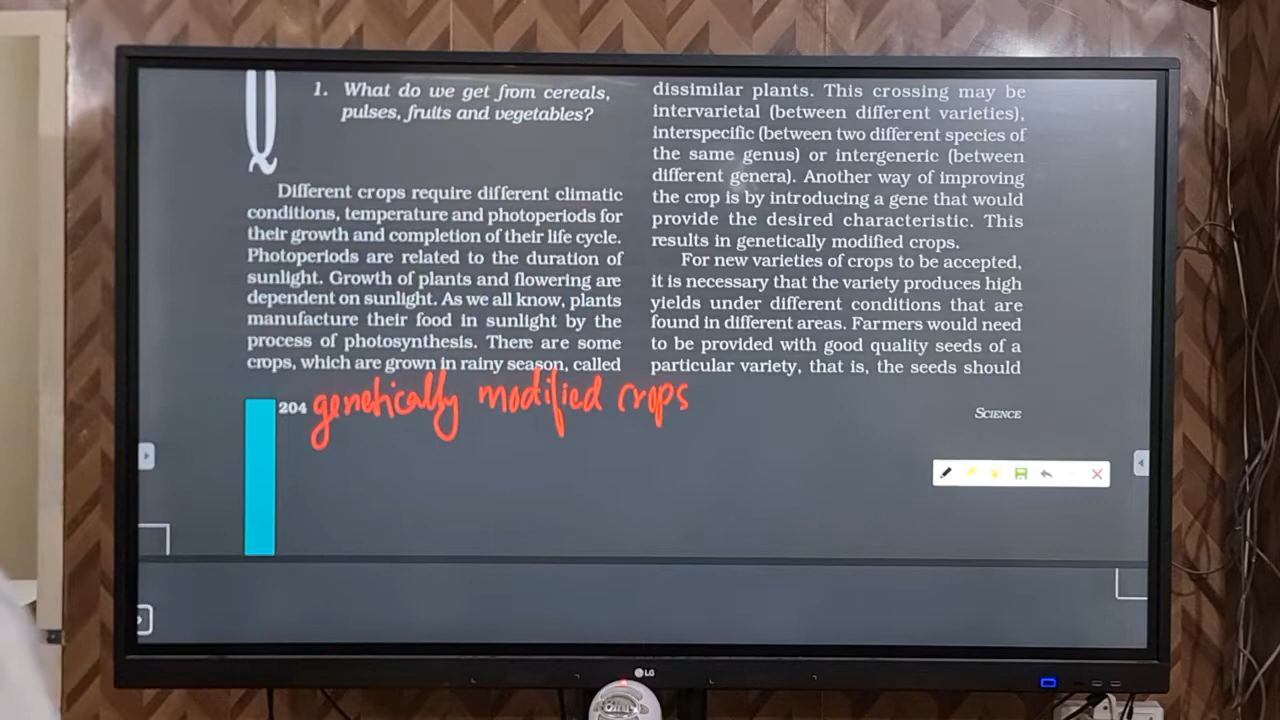 1. What do we get from cereals,
pulses, fruits and vegetables?
Different crops require different climatic
conditions, temperature and photoperiods for
their growth and completion of their life cycle.
Photoperiods are related to the duration of
sunlight. Growth of plants and flowering are
dependent on sunlight. As we all know, plants
manufacture their food in sunlight by the
process of photosynthesis. There are some
crops, which are grown in rainy season, called
dissimilar plants. This crossing may be
intervarietal (between different varieties),
interspecific (between two different species of
the same genus) or intergeneric (between
different genera). Another way of improving
the crop is by introducing a gene that would
provide the desired characteristic. This
results in genetically modified crops.
For new varieties of crops to be accepted,
it is necessary that the variety produces high
yields under different conditions that are
found in different areas. Farmers would need
to be provided with good quality seeds of a
particular variety, that is, the seeds should
204
genetically modified crops
SCIENCE
LG